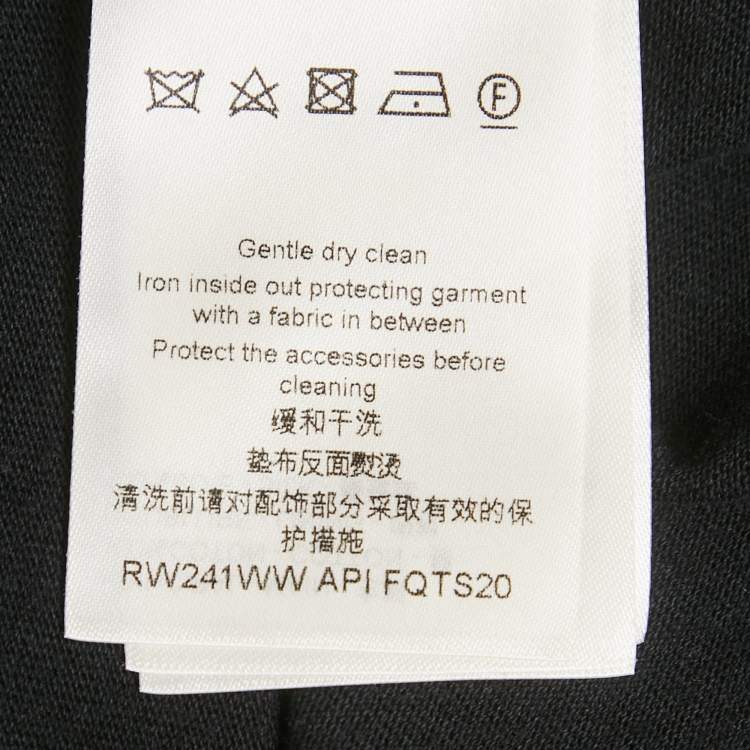 F
Gentle dry clean
Iron inside out protecting garment
with a fabric in between
Protect the accessories before
cleaning
缓和干洗
垫布反面熨烫
清洗前请对配饰部分采取有效的保
护措施
RW241WW API FQTS20